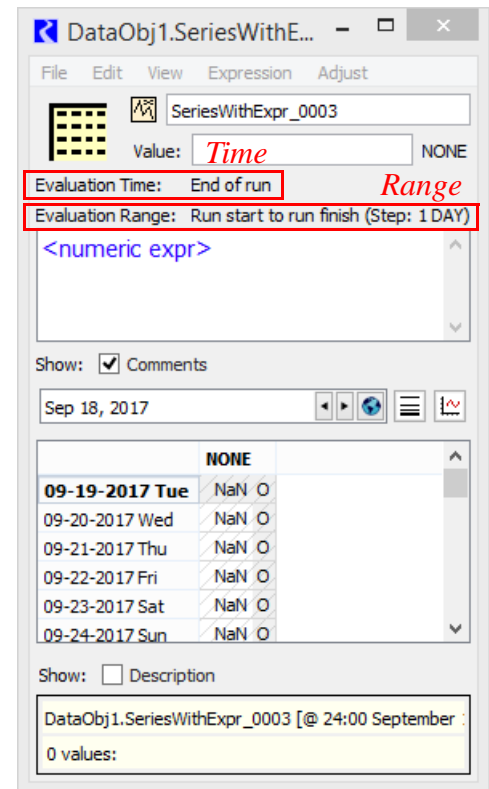 DataObj1.SeriesWithE...
File Edit View Expression Adjust
SeriesWithExpr_0003
Value: Time NONE
Evaluation Time: End of run Range
Evaluation Range: Run start to run finish (Step: 1 DAY)
<numeric expr>
Show: Comments
Sep 18, 2017
NONE
09-19-2017 Tue NaN O
09-20-2017 Wed NaN O
09-21-2017 Thu NaN O
09-22-2017 Fri NaN O
09-23-2017 Sat NaN O
09-24-2017 Sun NaN O
Show: Description
DataObj1.SeriesWithExpr_0003 [@ 24:00 September
0 values: